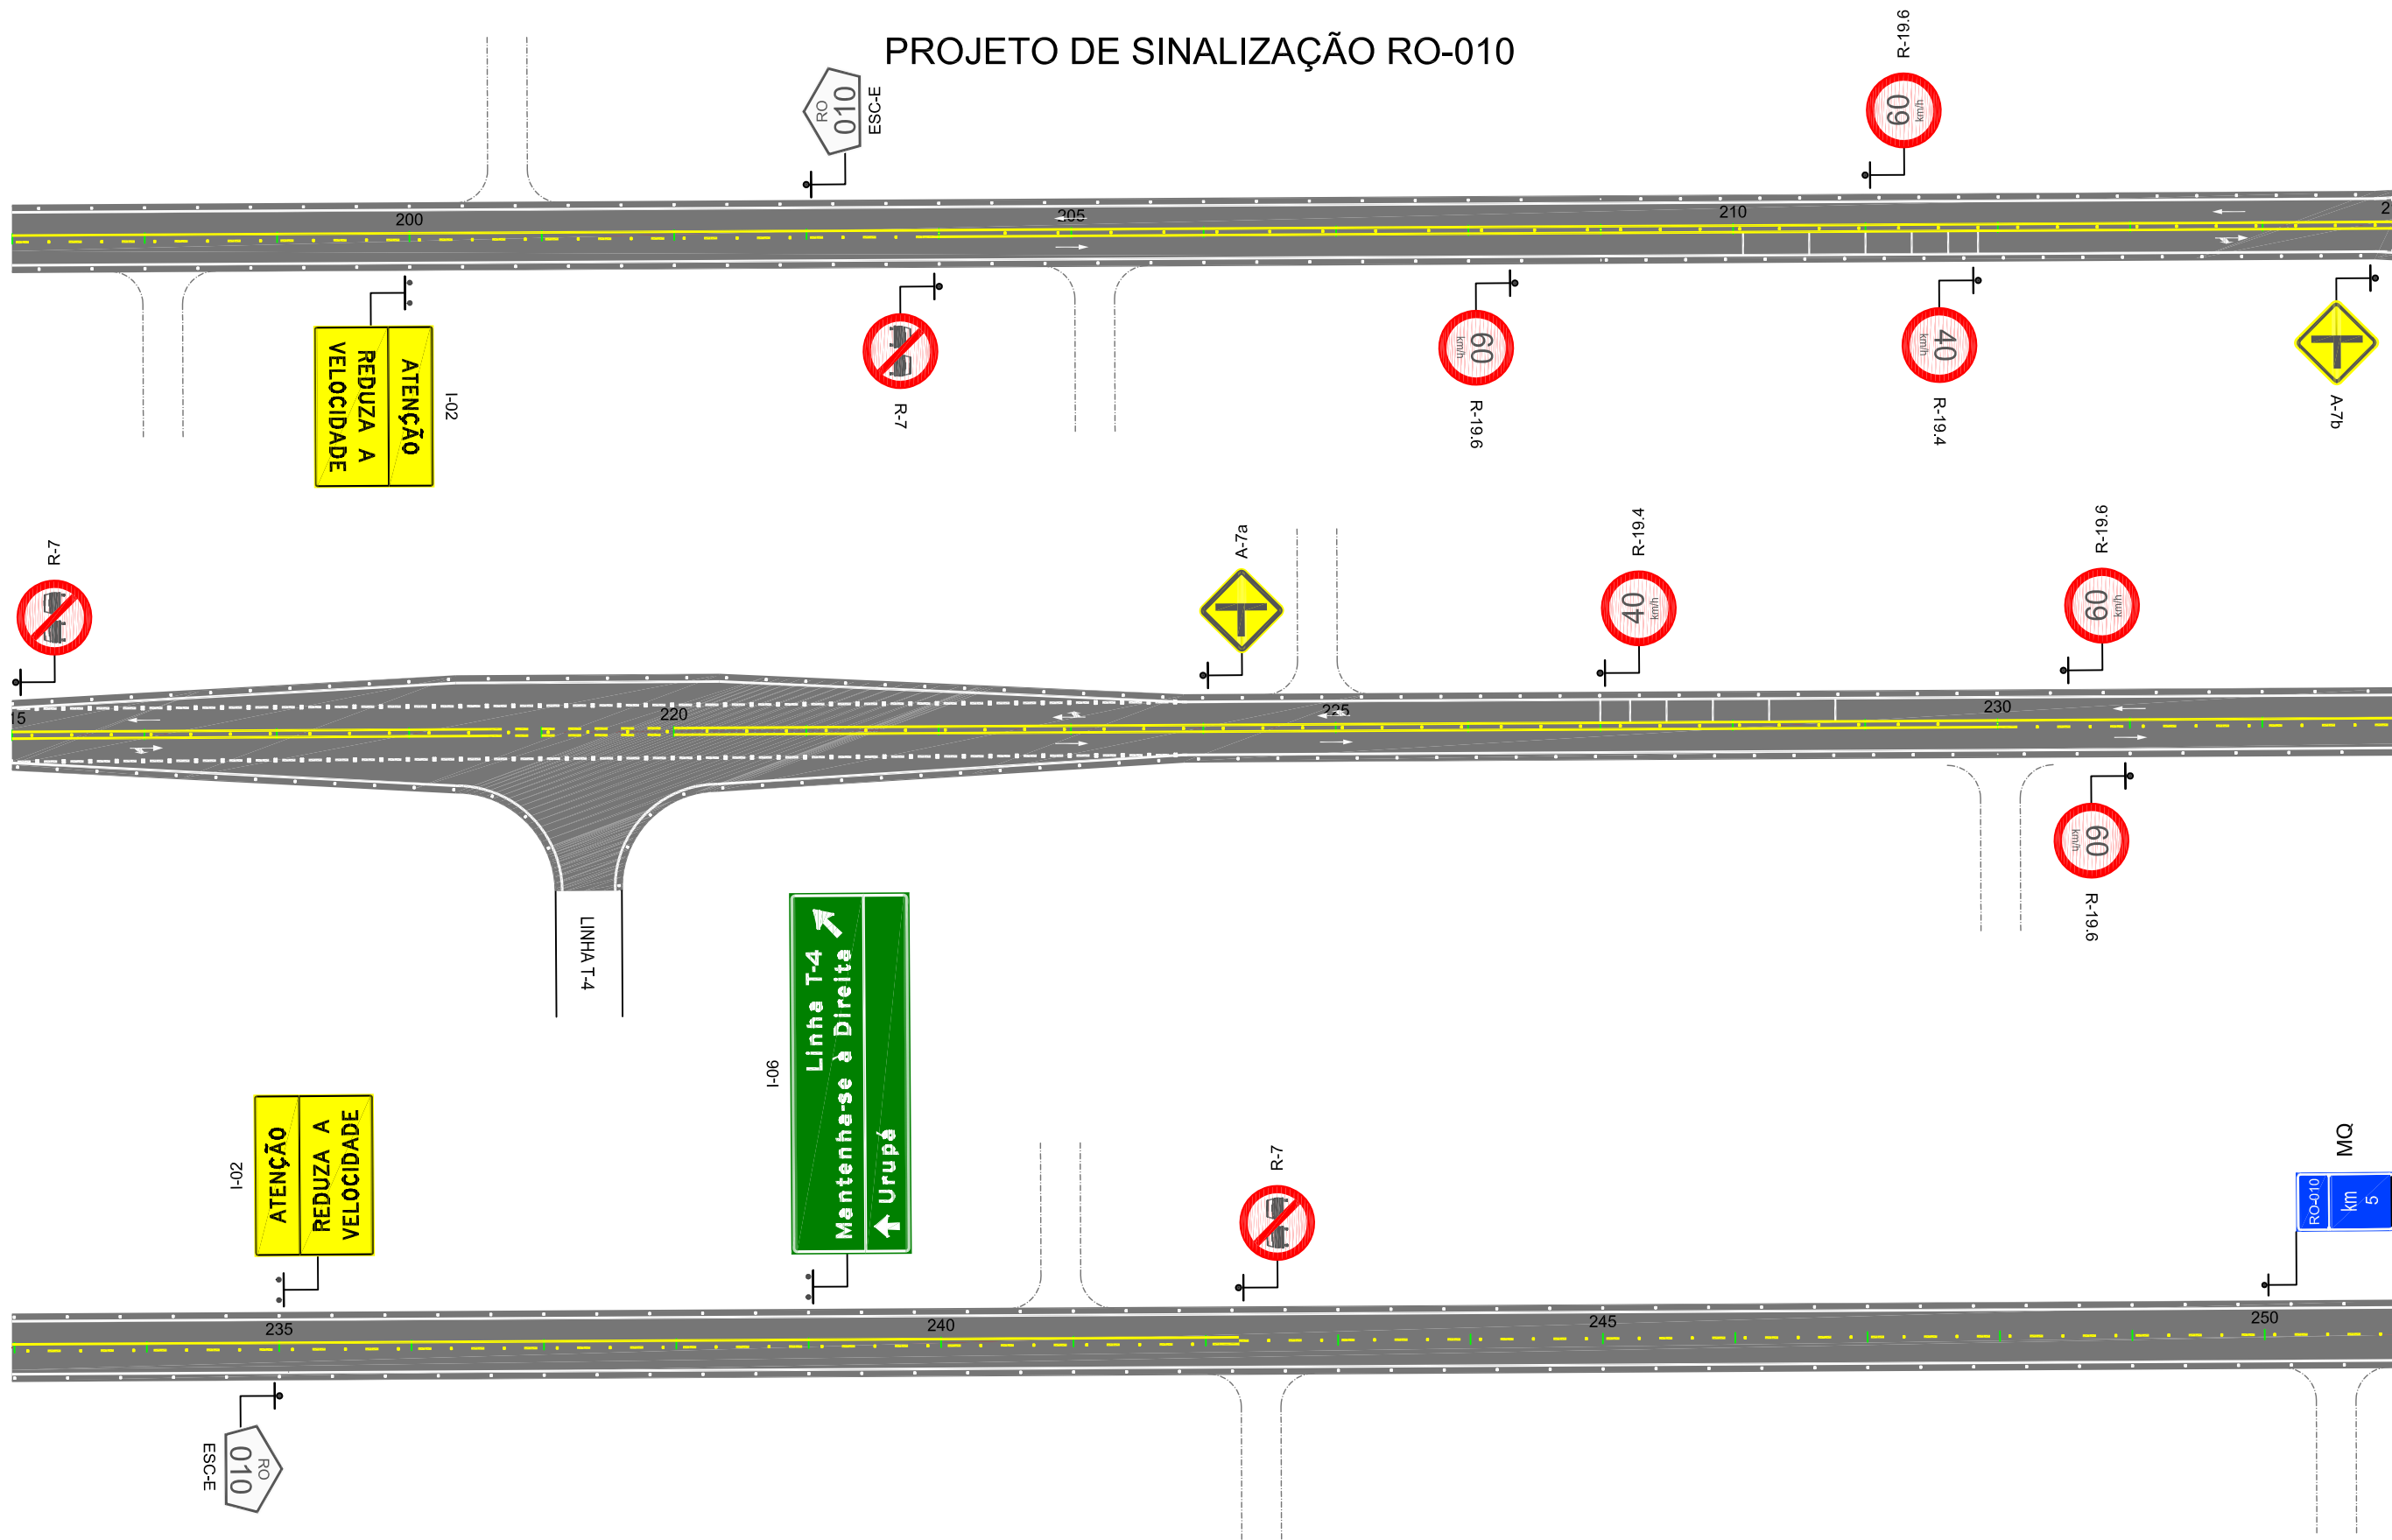 PROJETO DE SINALIZAÇÃO RO-010
RO
010
ESC-E
R-19.6
60
km/h
200
205
210
2
ATENÇÃO
REDUZA A
VELOCIDADE
I-02
R-7
60
km/h
R-19.6
40
km/h
R-19.4
A-7b
R-7
A-7a
R-19.4
40
km/h
R-19.6
60
km/h
15
220
225
230
LINHA T-4
60
km/h
R-19.6
I-02
ATENÇÃO
REDUZA A
VELOCIDADE
I-06
Linha T-4
Mantenha-se à Direita
Urupá
R-7
MQ
RO-010
km
5
235
240
245
250
RO
010
ESC-E